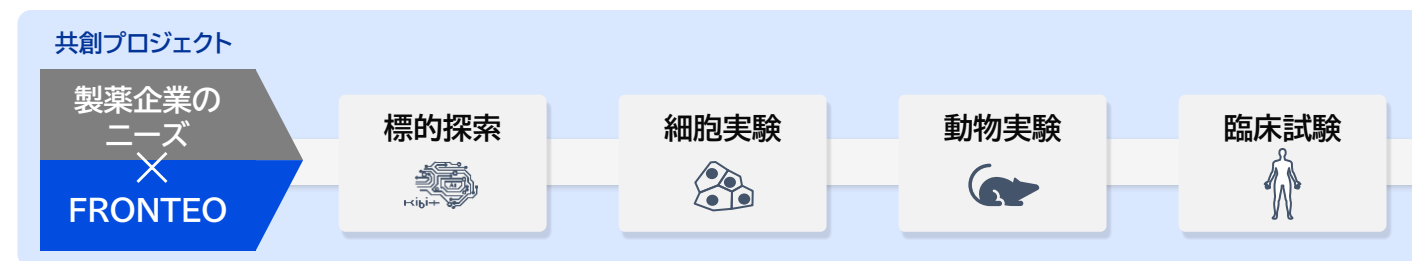 共創プロジェクト
製薬企業の
ニーズ
×
FRONTEO
標的探索
KIBIT
AI
細胞実験
動物実験
臨床試験